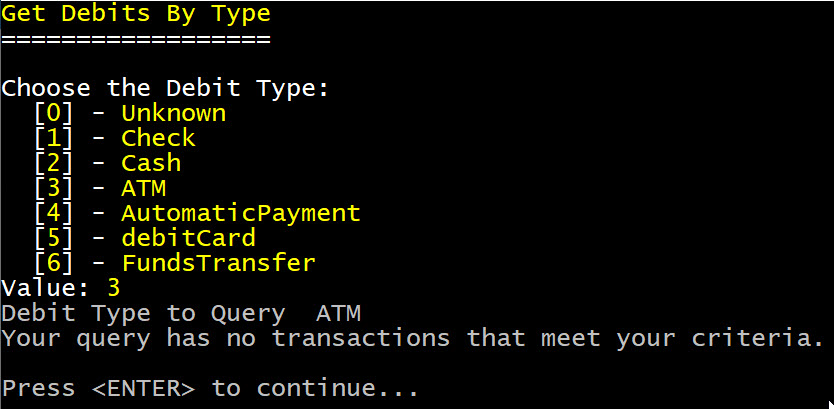 Get Debits By Type
==================
Choose the Debit Type:
[0] - Unknown
[1] - Check
[2] - Cash
[3] - ATM
[4] - AutomaticPayment
[5] - debitCard
[6] - FundsTransfer
Value: 3
Debit Type to Query  ATM
Your query has no transactions that meet your criteria.
Press <ENTER> to continue...